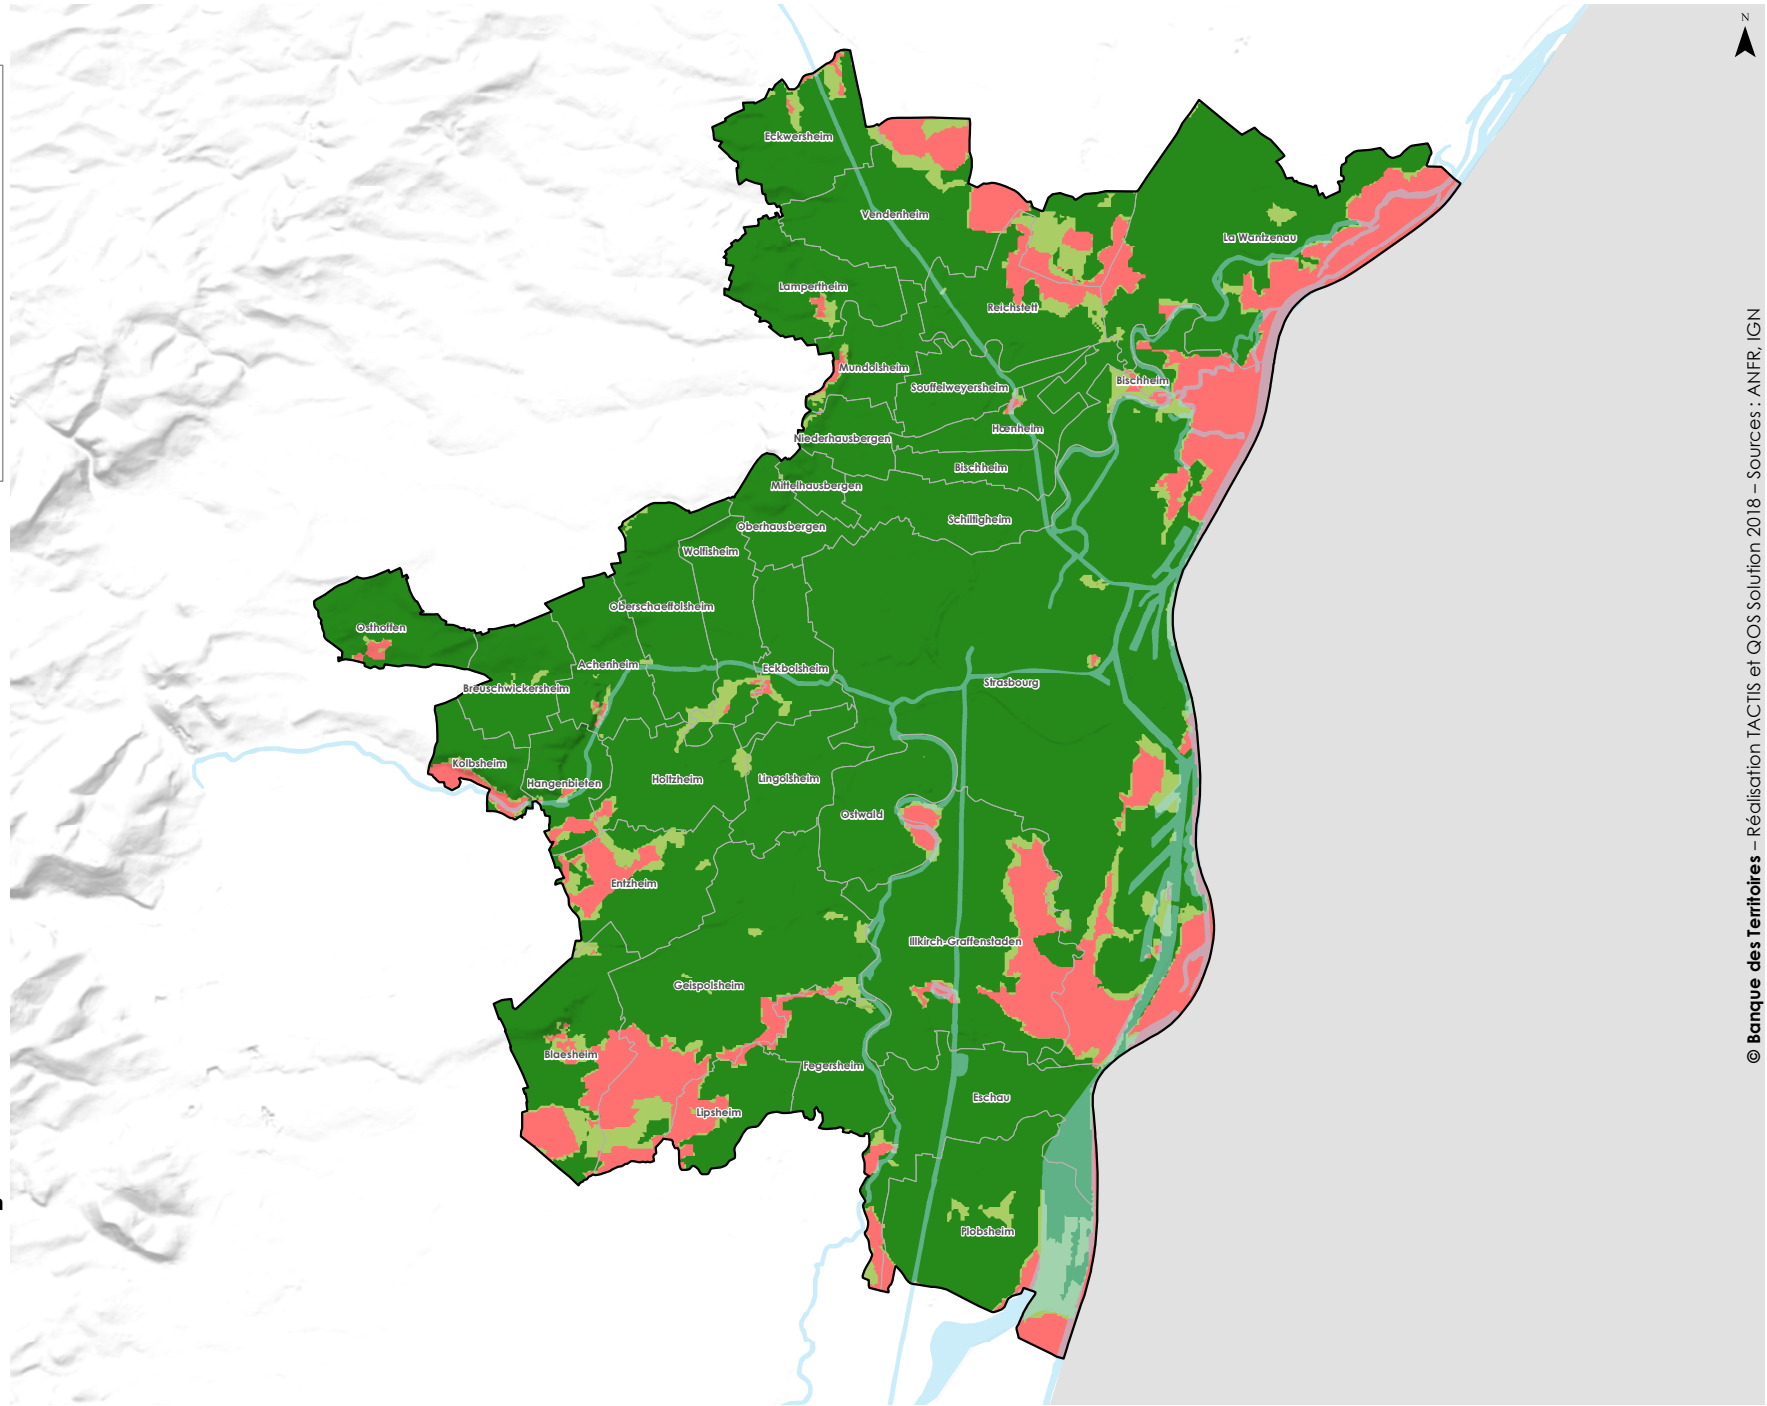 N
Eckwersheim
Vendenheim
La Wantzenau
Lampertheim
Reichstett
Mundolsheim
Bischheim
Souffelweyersheim
Hœnheim
Niederhausbergen
Bischheim
Mittelhausbergen
Schiltigheim
Oberhausbergen
Wolfisheim
Oberschaeffolsheim
Osthoffen
Achenheim
Eckbolsheim
Strasbourg
Breuschwickersheim
Kolbsheim
Hangenbieten
Holtzheim
Lingolsheim
Ostwald
Entzheim
Illkirch-Graffenstaden
Geispolsheim
Blaesheim
Fegersheim
Eschau
Lipsheim
Plobsheim
© Banque des Territoires – Réalisation TACTIS et QOS Solution 2018 – Sources : ANFR, IGN